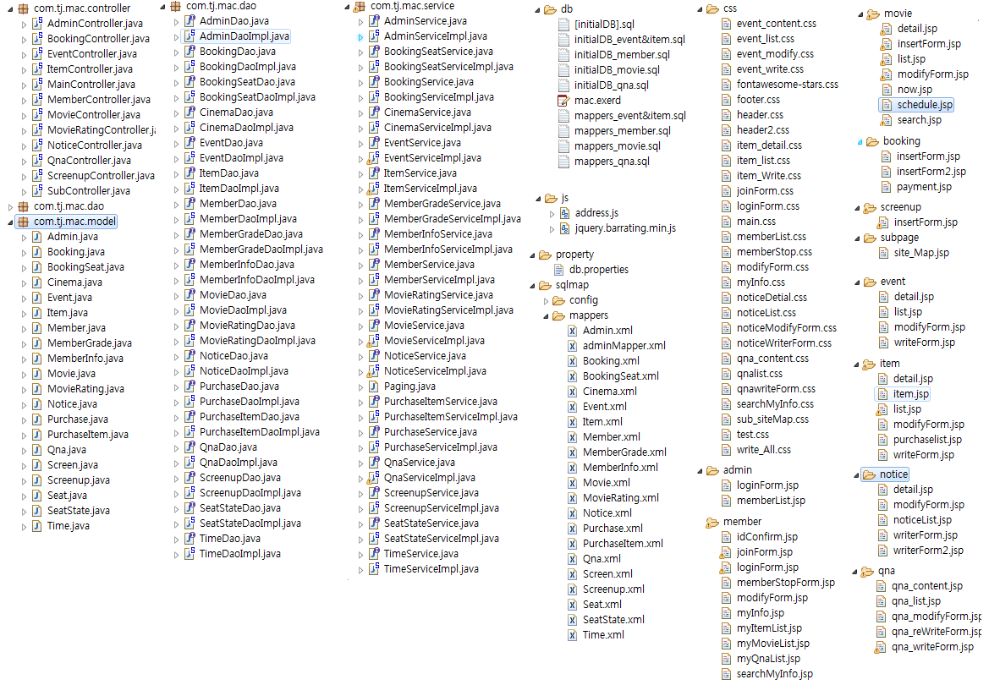 com.tj.mac.controller
AdminController.java
BookingController.java
EventController.java
ItemController.java
MainController.java
MemberController.java
MovieController.java
MovieRatingController.ja
NoticeController.java
QnaController.java
ScreenupController.java
SubController.java
com.tj.mac.dao
com.tj.mac.model
Admin.java
Booking.java
BookingSeat.java
Cinema.java
Event.java
Item.java
Member.java
MemberGrade.java
MemberInfo.java
Movie.java
MovieRating.java
Notice.java
Purchase.java
PurchaseItem.java
Qna.java
Screen.java
Screenup.java
Seat.java
SeatState.java
Time.java
com.tj.mac.dao
AdminDao.java
AdminDaoImpl.java
BookingDao.java
BookingDaoImpl.java
BookingSeatDao.java
BookingSeatDaoImpl.java
CinemaDao.java
CinemaDaoImpl.java
EventDao.java
EventDaoImpl.java
ItemDao.java
ItemDaoImpl.java
MemberDao.java
MemberDaoImpl.java
MemberGradeDao.java
MemberGradeDaoImpl.java
MemberInfoDao.java
MemberInfoDaoImpl.java
MovieDao.java
MovieDaoImpl.java
MovieRatingDao.java
MovieRatingDaoImpl.java
NoticeDao.java
NoticeDaoImpl.java
PurchaseDao.java
PurchaseDaoImpl.java
PurchaseItemDao.java
PurchaseItemDaoImpl.java
QnaDao.java
QnaDaoImpl.java
ScreenupDao.java
ScreenupDaoImpl.java
SeatStateDao.java
SeatStateDaoImpl.java
TimeDao.java
TimeDaoImpl.java
com.tj.mac.service
AdminService.java
AdminServiceImpl.java
BookingSeatService.java
BookingSeatServiceImpl.java
BookingService.java
BookingServiceImpl.java
CinemaService.java
CinemaServiceImpl.java
EventService.java
EventServiceImpl.java
ItemService.java
ItemServiceImpl.java
MemberGradeService.java
MemberGradeServiceImpl.java
MemberInfoService.java
MemberInfoServiceImpl.java
MemberService.java
MemberServiceImpl.java
MovieRatingService.java
MovieRatingServiceImpl.java
MovieService.java
MovieServiceImpl.java
NoticeService.java
NoticeServiceImpl.java
Paging.java
PurchaseItemService.java
PurchaseItemServiceImpl.java
PurchaseService.java
PurchaseServiceImpl.java
QnaService.java
QnaServiceImpl.java
ScreenupService.java
ScreenupServiceImpl.java
SeatStateService.java
SeatStateServiceImpl.java
TimeService.java
TimeServiceImpl.java
db
[initialDB].sql
initialDB_event&item.sql
initialDB_member.sql
initialDB_movie.sql
initialDB_qna.sql
mac.exerd
mappers_event&item.sql
mappers_member.sql
mappers_movie.sql
mappers_qna.sql
js
address.js
jquery.barrating.min.js
property
db.properties
sqlmap
config
mappers
Admin.xml
adminMapper.xml
Booking.xml
BookingSeat.xml
Cinema.xml
Event.xml
Item.xml
Member.xml
MemberGrade.xml
MemberInfo.xml
Movie.xml
MovieRating.xml
Notice.xml
Purchase.xml
PurchaseItem.xml
Qna.xml
Screen.xml
Screenup.xml
Seat.xml
SeatState.xml
Time.xml
css
event_content.css
event_list.css
event_modify.css
event_write.css
fontawesome-stars.css
footer.css
header.css
header2.css
item_detail.css
item_list.css
item_Write.css
joinForm.css
loginForm.css
main.css
memberList.css
memberStop.css
modifyForm.css
myInfo.css
noticeDetial.css
noticeList.css
noticeModifyForm.css
noticeWriterForm.css
qna_content.css
qnalist.css
qnawriteForm.css
searchMyInfo.css
sub_siteMap.css
test.css
write_All.css
admin
loginForm.jsp
memberList.jsp
member
idConfirm.jsp
joinForm.jsp
loginForm.jsp
memberStopForm.jsp
modifyForm.jsp
myInfo.jsp
myItemList.jsp
myMovieList.jsp
myQnaList.jsp
searchMyInfo.jsp
movie
detail.jsp
insertForm.jsp
list.jsp
modifyForm.jsp
now.jsp
schedule.jsp
search.jsp
booking
insertForm.jsp
insertForm2.jsp
payment.jsp
screenup
insertForm.jsp
subpage
site_Map.jsp
event
detail.jsp
list.jsp
modifyForm.jsp
writeForm.jsp
item
detail.jsp
item.jsp
list.jsp
modifyForm.jsp
purchaselist.jsp
writeForm.jsp
notice
detail.jsp
modifyForm.jsp
noticeList.jsp
writerForm.jsp
writerForm2.jsp
qna
qna_content.jsp
qna_list.jsp
qna_modifyForm.jsp
qna_reWriteForm.jsp
qna_writeForm.jsp